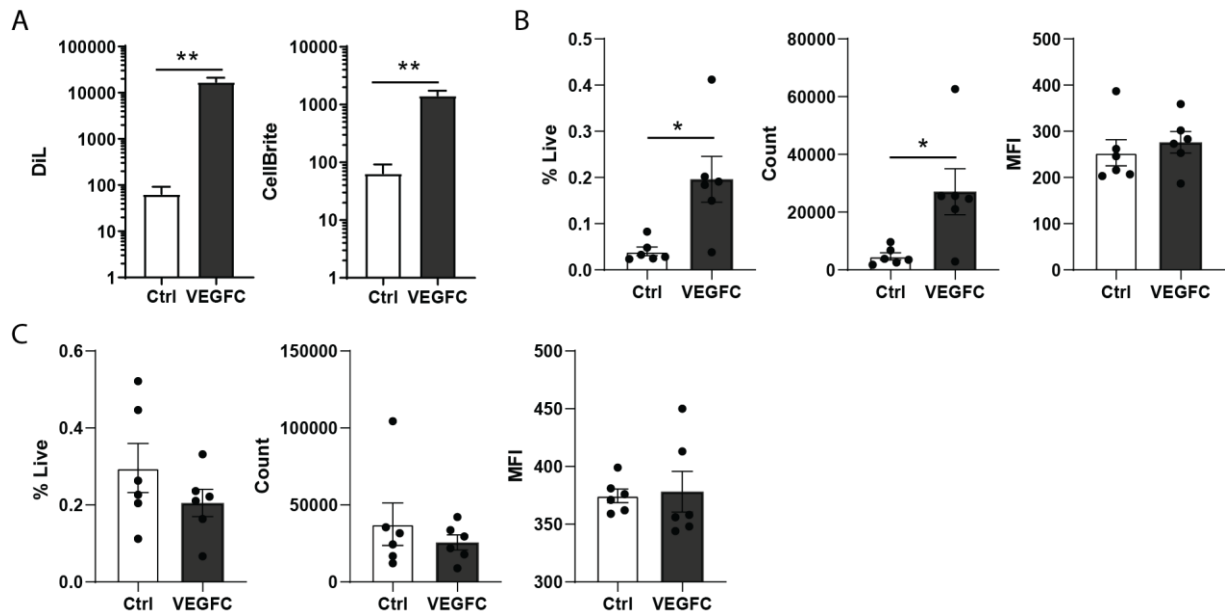 A
DiL
100000
10000
1000
100
10
1
**
Ctrl VEGFC
CellBrite
10000
1000
100
10
1
**
Ctrl VEGFC
B
% Live
0.5
0.4
0.3
0.2
0.1
0.0
*
Ctrl VEGFC
Count
80000
60000
40000
20000
0
*
Ctrl VEGFC
MFI
500
400
300
200
100
0
Ctrl VEGFC
C
% Live
0.6
0.4
0.2
0.0
Ctrl VEGFC
Count
150000
100000
50000
0
Ctrl VEGFC
MFI
500
450
400
350
300
Ctrl VEGFC